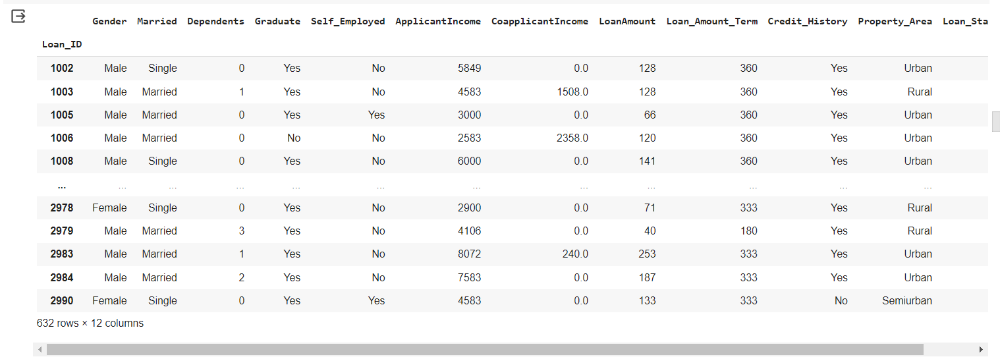 Gender Married Dependents Graduate Self_Employed ApplicantIncome CoapplicantIncome LoanAmount Loan_Amount_Term Credit_History Property_Area Loan_Sta
Loan_ID
1002 Male Single 0 Yes No 5849 0.0 128 360 Yes Urban
1003 Male Married 1 Yes No 4583 1508.0 128 360 Yes Rural
1005 Male Married 0 Yes Yes 3000 0.0 66 360 Yes Urban
1006 Male Married 0 No No 2583 2358.0 120 360 Yes Urban
1008 Male Single 0 Yes No 6000 0.0 141 360 Yes Urban
... ... ... ... ... ... ... ... ... ... ... ...
2978 Female Single 0 Yes No 2900 0.0 71 333 Yes Rural
2979 Male Married 3 Yes No 4106 0.0 40 180 Yes Rural
2983 Male Married 1 Yes No 8072 240.0 253 333 Yes Urban
2984 Male Married 2 Yes No 7583 0.0 187 333 Yes Urban
2990 Female Single 0 Yes Yes 4583 0.0 133 333 No Semiurban
632 rows × 12 columns